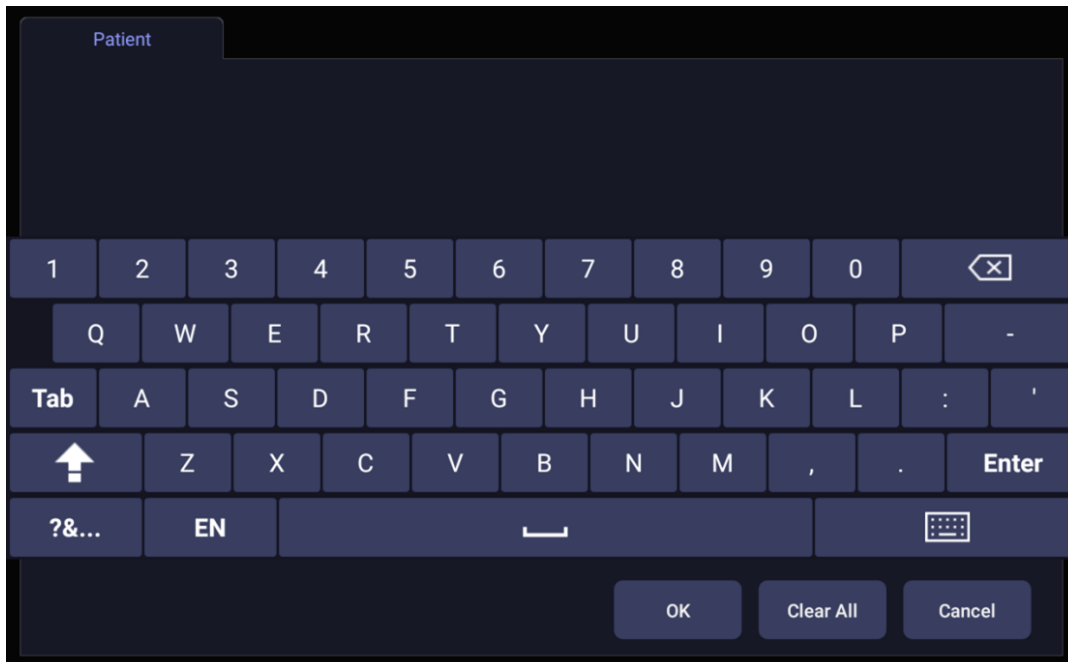 Patient
1 2 3 4 5 6 7 8 9 0
Q W E R T Y U I O P -
Tab A S D F G H J K L : '
Z X C V B N M , . Enter
?&... EN
OK Clear All Cancel